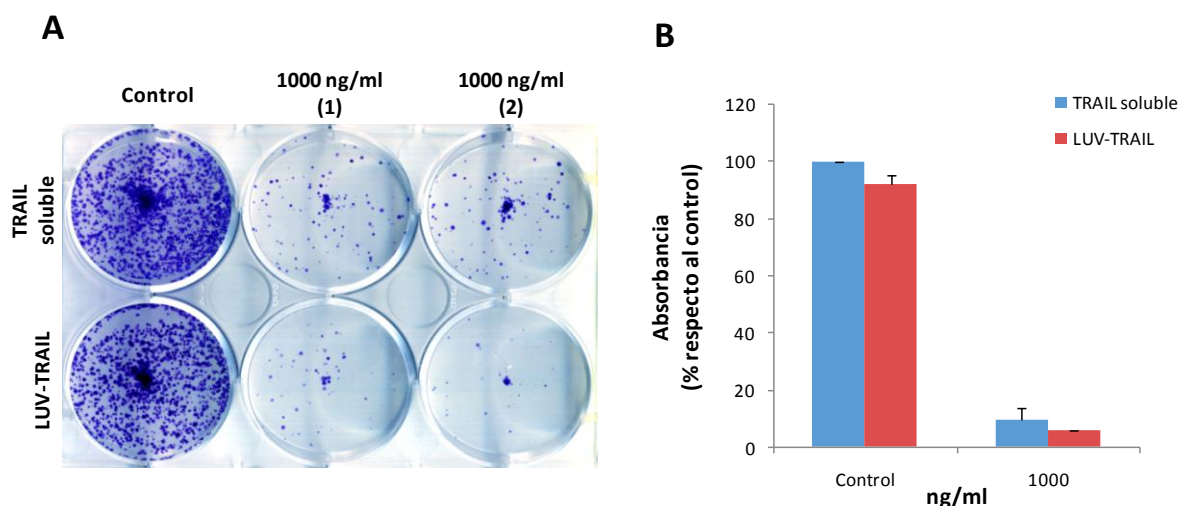 A
Control
1000 ng/ml
(1)
1000 ng/ml
(2)
TRAIL
soluble
LUV-TRAIL
B
Absorbancia
(% respecto al control)
120
100
80
60
40
20
0
Control
1000
ng/ml
TRAIL soluble
LUV-TRAIL